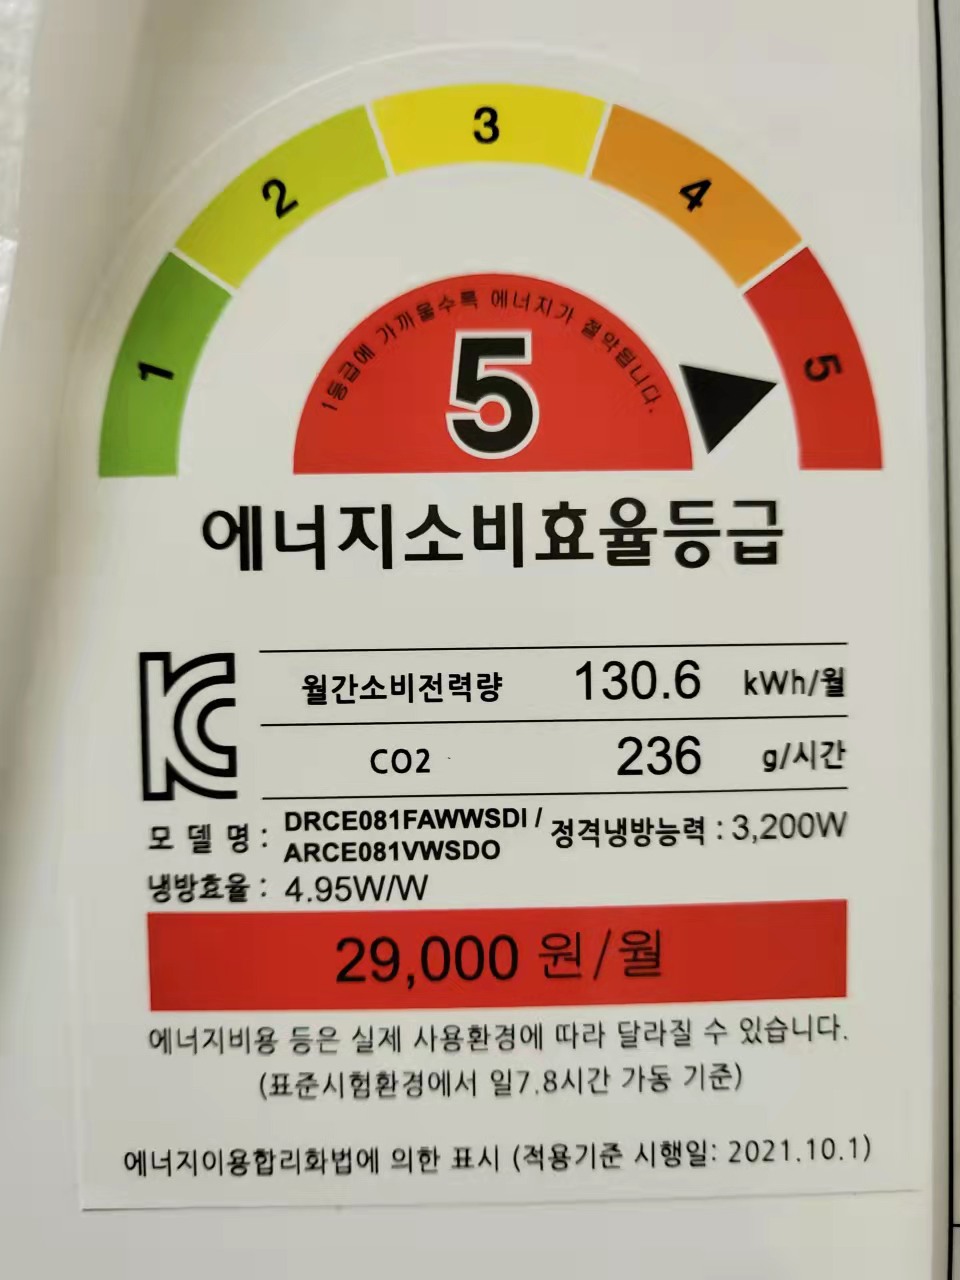 1
2
3
4
5
1등급에 가까울수록 에너지가 절약됩니다.
5
에너지소비효율등급
월간소비전력량 130.6 kWh/월
CO2 236 g/시간
모델명 : DRCE081FAWWSDI / ARCE081VWSDO 정격냉방능력 : 3,200W
냉방효율 : 4.95W/W
29,000 원/월
에너지비용 등은 실제 사용환경에 따라 달라질 수 있습니다.
(표준시험환경에서 일7.8시간 가동 기준)
에너지이용합리화법에 의한 표시 (적용기준 시행일: 2021.10.1)